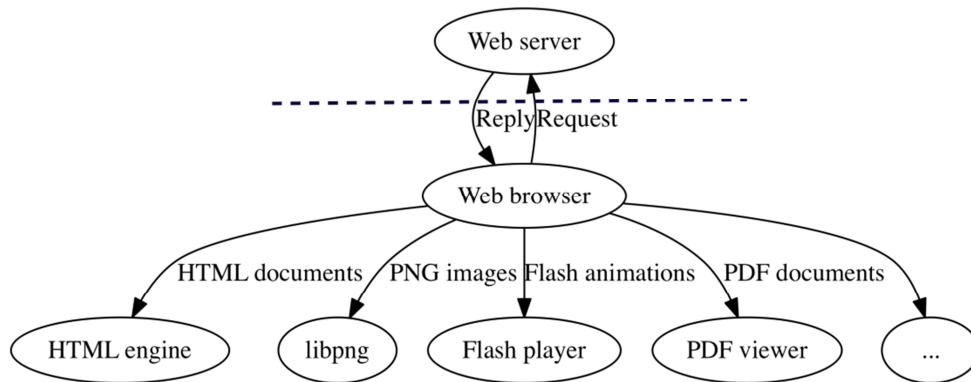 Web server
Reply
Request
Web browser
HTML documents
PNG images
Flash animations
PDF documents
HTML engine
libpng
Flash player
PDF viewer
...